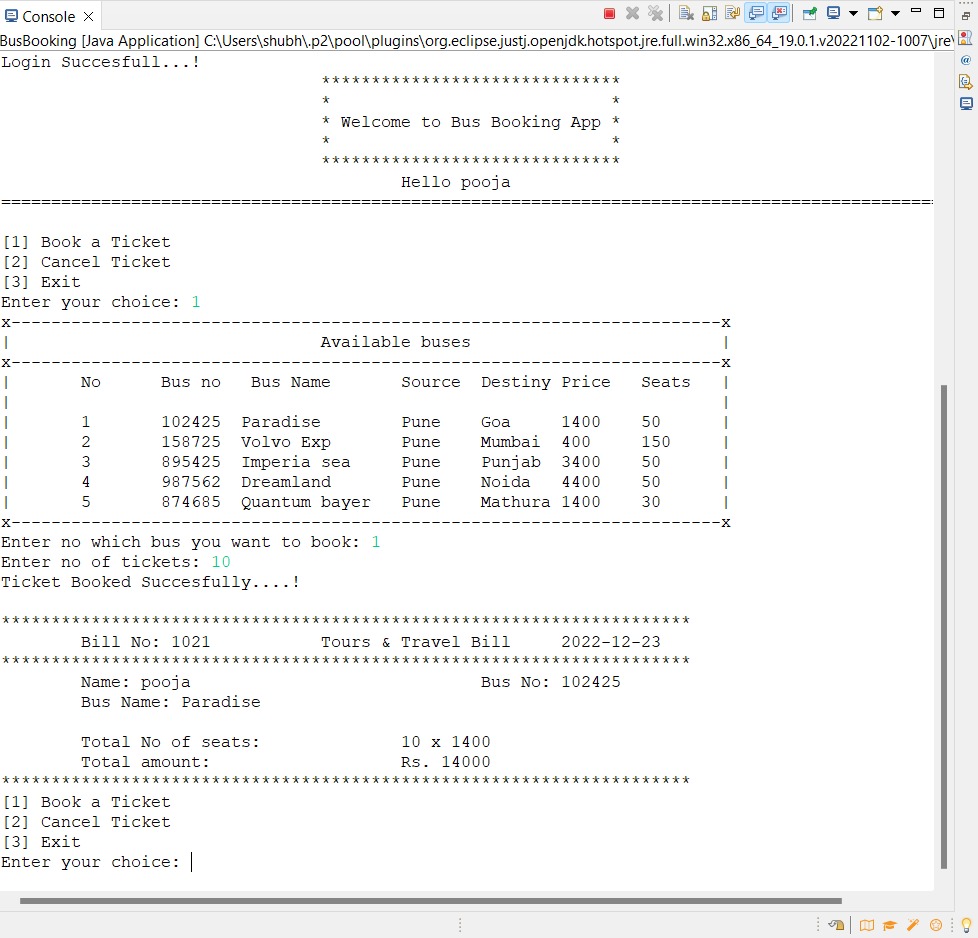 Console
BusBooking [Java Application] C:\Users\shubh\.p2\pool\plugins\org.eclipse.justj.openjdk.hotspot.jre.full.win32.x86_64_19.0.1.v20221102-1007\jre\
Login Succesfull...!
******************************
*                            *
* Welcome to Bus Booking App *
*                            *
******************************
Hello pooja
=============================================================================================
[1] Book a Ticket
[2] Cancel Ticket
[3] Exit
Enter your choice: 1
x-----------------------------------------------------------------------x
|                               Available buses                         |
x-----------------------------------------------------------------------x
|       No      Bus no   Bus Name       Source  Destiny Price   Seats   |
|                                                                       |
|       1       102425  Paradise        Pune    Goa     1400    50      |
|       2       158725  Volvo Exp       Pune    Mumbai  400     150     |
|       3       895425  Imperia sea     Pune    Punjab  3400    50      |
|       4       987562  Dreamland       Pune    Noida   4400    50      |
|       5       874685  Quantum bayer   Pune    Mathura 1400    30      |
x-----------------------------------------------------------------------x
Enter no which bus you want to book: 1
Enter no of tickets: 10
Ticket Booked Succesfully....!
*********************************************************************
Bill No: 1021           Tours & Travel Bill     2022-12-23
*********************************************************************
Name: pooja                             Bus No: 102425
Bus Name: Paradise
Total No of seats:              10 x 1400
Total amount:                   Rs. 14000
*********************************************************************
[1] Book a Ticket
[2] Cancel Ticket
[3] Exit
Enter your choice: